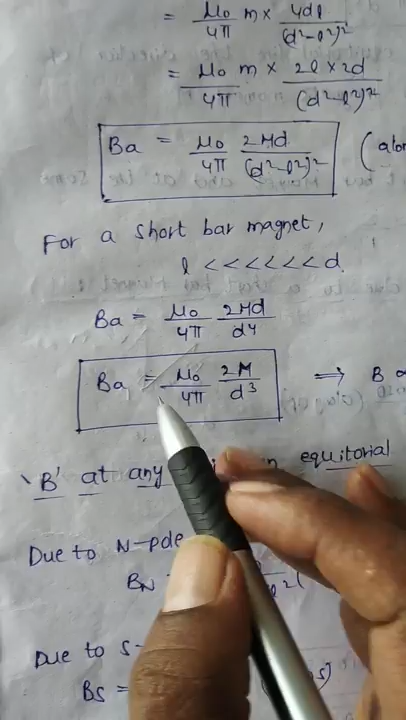 = μ₀/4π m × 4dl/(d²-l²)²
= μ₀/4π m × 2l × 2d/(d²-l²)²
Ba = μ₀/4π 2Md/(d²-l²)² (
For a short bar magnet,
l <<<<<< d.
Ba = μ₀/4π 2Md/d⁴
Ba = μ₀/4π 2M/d³ ⟹ B ∝
'B' at any equitorial
Due to N-pole
BN =
Due to S-
BS =